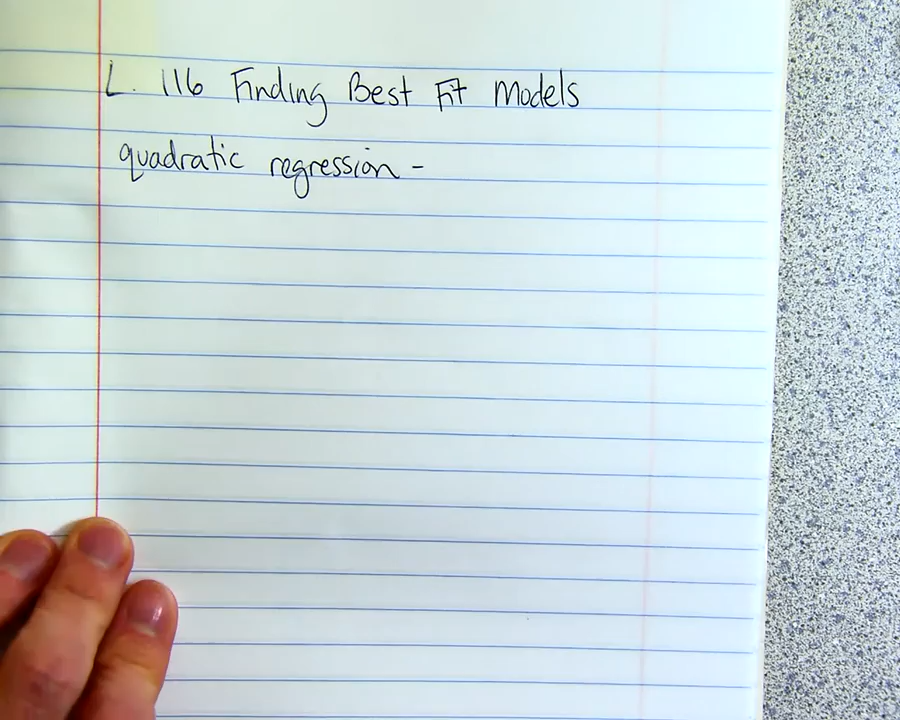 L. 116 Finding Best Fit Models
quadratic regression -